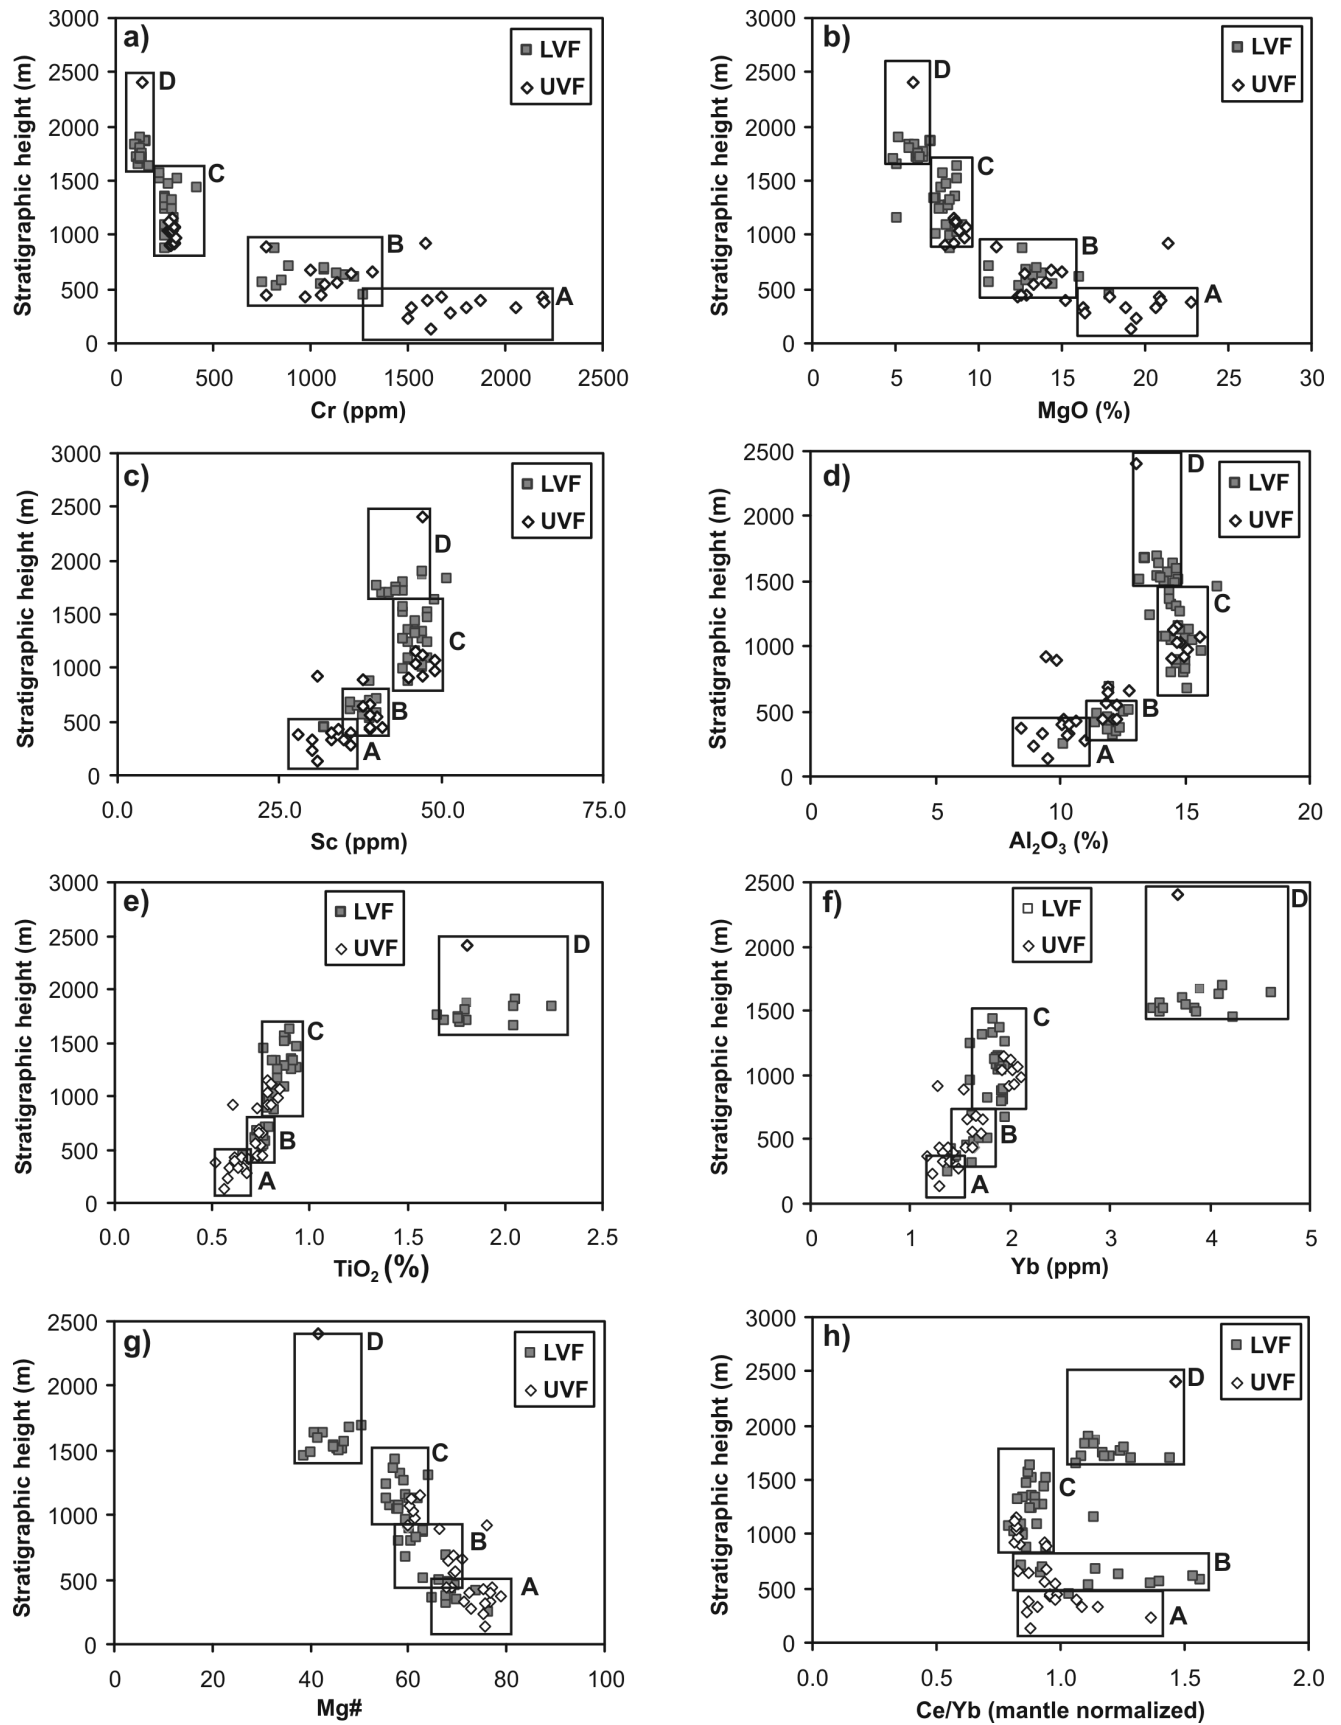 a)
LVF
UVF
D
C
B
A
3000
2500
2000
1500
1000
500
0
0 500 1000 1500 2000 2500
Stratigraphic height (m)
Cr (ppm)
b)
LVF
UVF
D
C
B
A
3000
2500
2000
1500
1000
500
0
0.0 5 10 15 20 25 30
Stratigraphic height (m)
MgO (%)
c)
LVF
UVF
D
C
B
A
3000
2500
2000
1500
1000
500
0
0.0 25.0 50.0 75.0
Stratigraphic height (m)
Sc (ppm)
d)
LVF
UVF
D
C
B
A
2500
2000
1500
1000
500
0
0 5 10 15 20
Stratigraphic height (m)
Al₂O₃ (%)
e)
LVF
UVF
D
C
B
A
3000
2500
2000
1500
1000
500
0
0.0 0.5 1.0 1.5 2.0 2.5
Stratigraphic height (m)
TiO₂ (%)
f)
LVF
UVF
D
C
B
A
2500
2000
1500
1000
500
0
0 1 2 3 4 5
Stratigraphic height (m)
Yb (ppm)
g)
LVF
UVF
D
C
B
A
2500
2000
1500
1000
500
0
0 20 40 60 80 100
Stratigraphic height (m)
Mg#
h)
LVF
UVF
D
C
B
A
3000
2500
2000
1500
1000
500
0
0.0 0.5 1.0 1.5 2.0
Stratigraphic height (m)
Ce/Yb (mantle normalized)